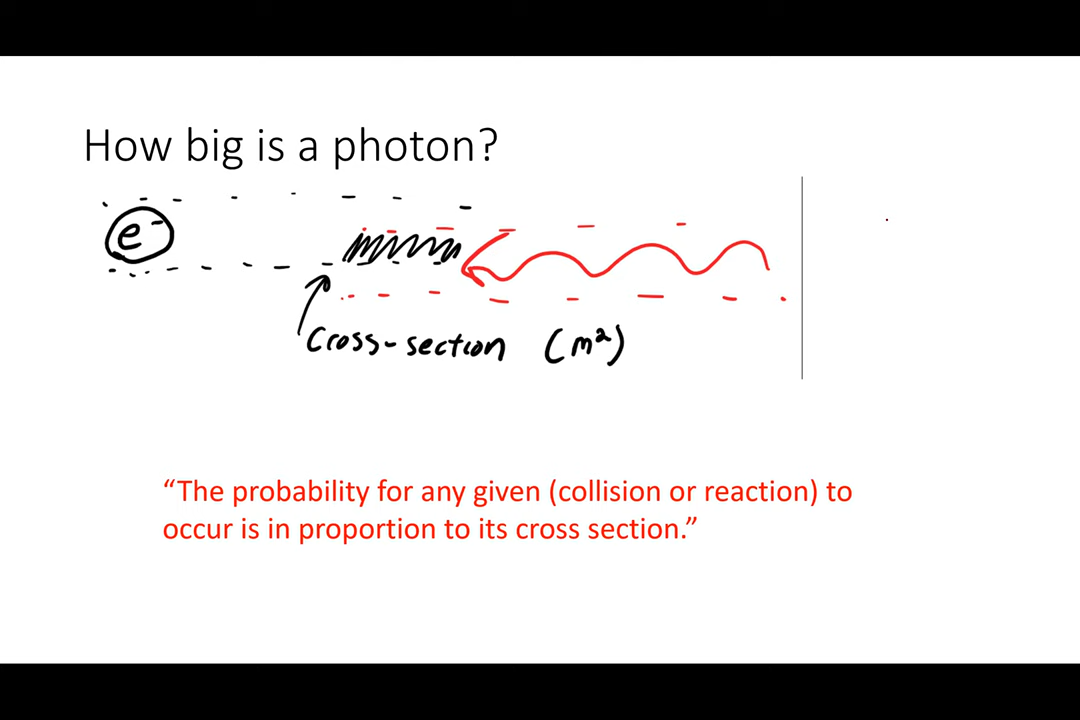 How big is a photon?
e⁻
Cross-section (m²)
“The probability for any given (collision or reaction) to
occur is in proportion to its cross section.”